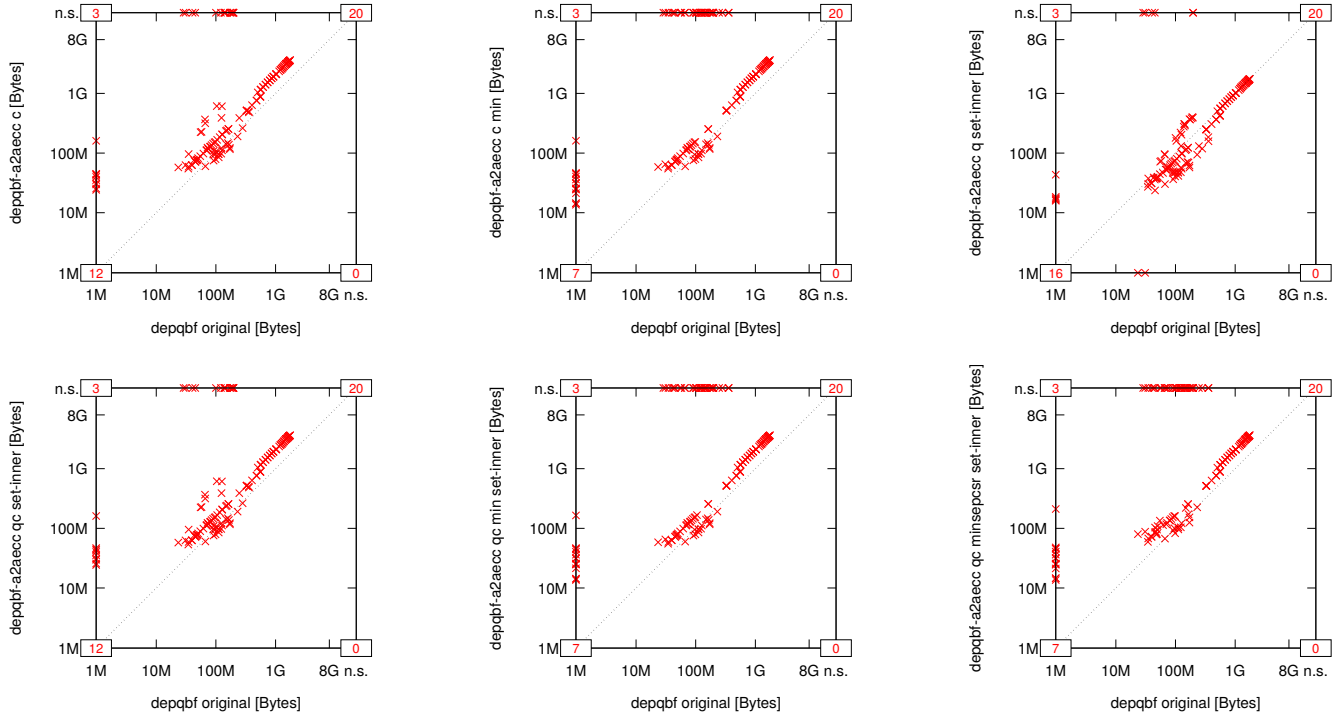 n.s. 3 20
8G
1G
100M
10M
1M 12 0
1M 10M 100M 1G 8G n.s.
depqbf-a2aecc c [Bytes]
depqbf original [Bytes]
n.s. 3 20
8G
1G
100M
10M
1M 7 0
1M 10M 100M 1G 8G n.s.
depqbf-a2aecc c min [Bytes]
depqbf original [Bytes]
n.s. 3 20
8G
1G
100M
10M
1M 16 0
1M 10M 100M 1G 8G n.s.
depqbf-a2aecc q set-inner [Bytes]
depqbf original [Bytes]
n.s. 3 20
8G
1G
100M
10M
1M 12 0
1M 10M 100M 1G 8G n.s.
depqbf-a2aecc qc set-inner [Bytes]
depqbf original [Bytes]
n.s. 3 20
8G
1G
100M
10M
1M 7 0
1M 10M 100M 1G 8G n.s.
depqbf-a2aecc qc min set-inner [Bytes]
depqbf original [Bytes]
n.s. 3 20
8G
1G
100M
10M
1M 7 0
1M 10M 100M 1G 8G n.s.
depqbf-a2aecc qc minsepcsr set-inner [Bytes]
depqbf original [Bytes]